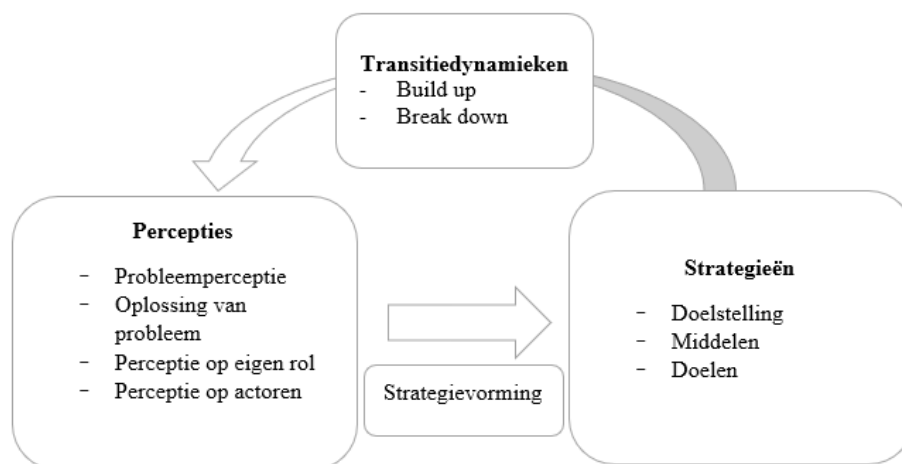 Transitiedynamieken
- Build up
- Break down
Percepties
- Probleemperceptie
- Oplossing van
probleem
- Perceptie op eigen rol
- Perceptie op actoren
Strategievorming
Strategieën
- Doelstelling
- Middelen
- Doelen